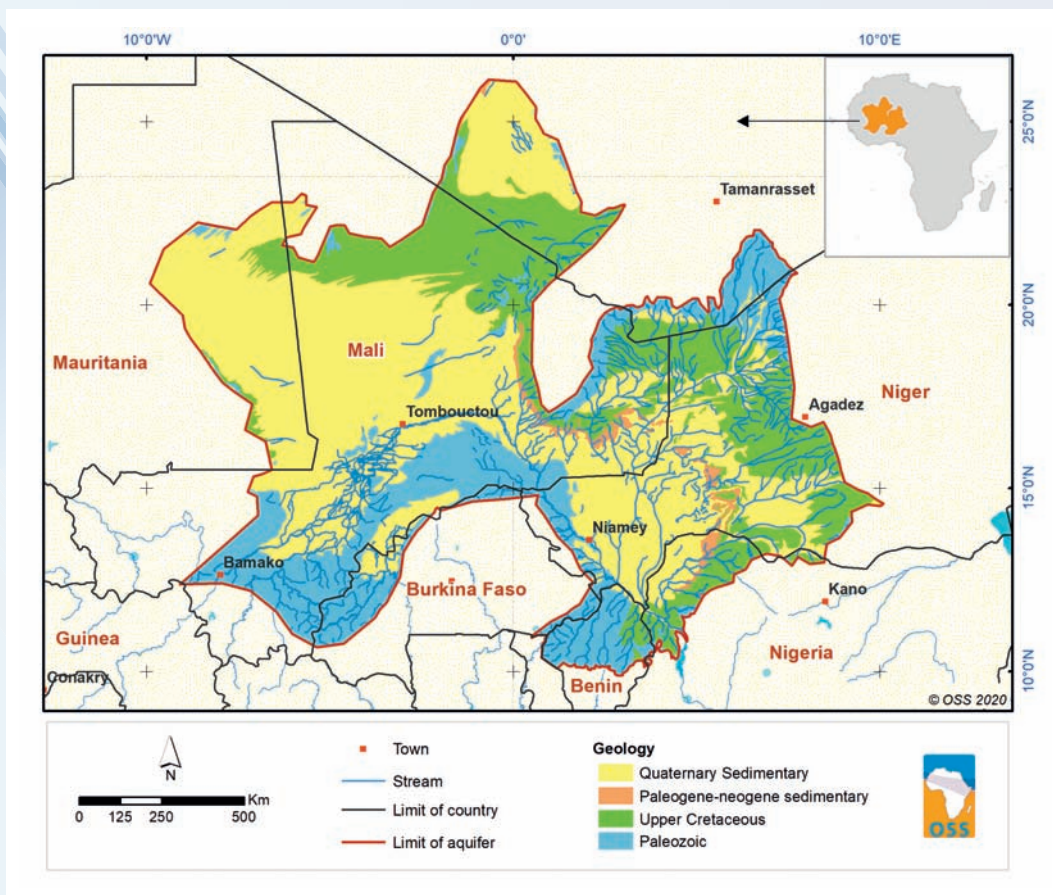 10°0'W
0°0'
10°0'E
25°0'N
Tamanrasset
20°0'N
Mauritania
Mali
Niger
Agadez
Tombouctou
15°0'N
Niamey
Bamako
Burkina Faso
Kano
Guinea
Nigeria
Conakry
Benin
10°0'N
© OSS 2020
N
Km
0 125 250 500
Town
Stream
Limit of country
Limit of aquifer
Geology
Quaternary Sedimentary
Paleogene-neogene sedimentary
Upper Cretaceous
Paleozoic
OSS